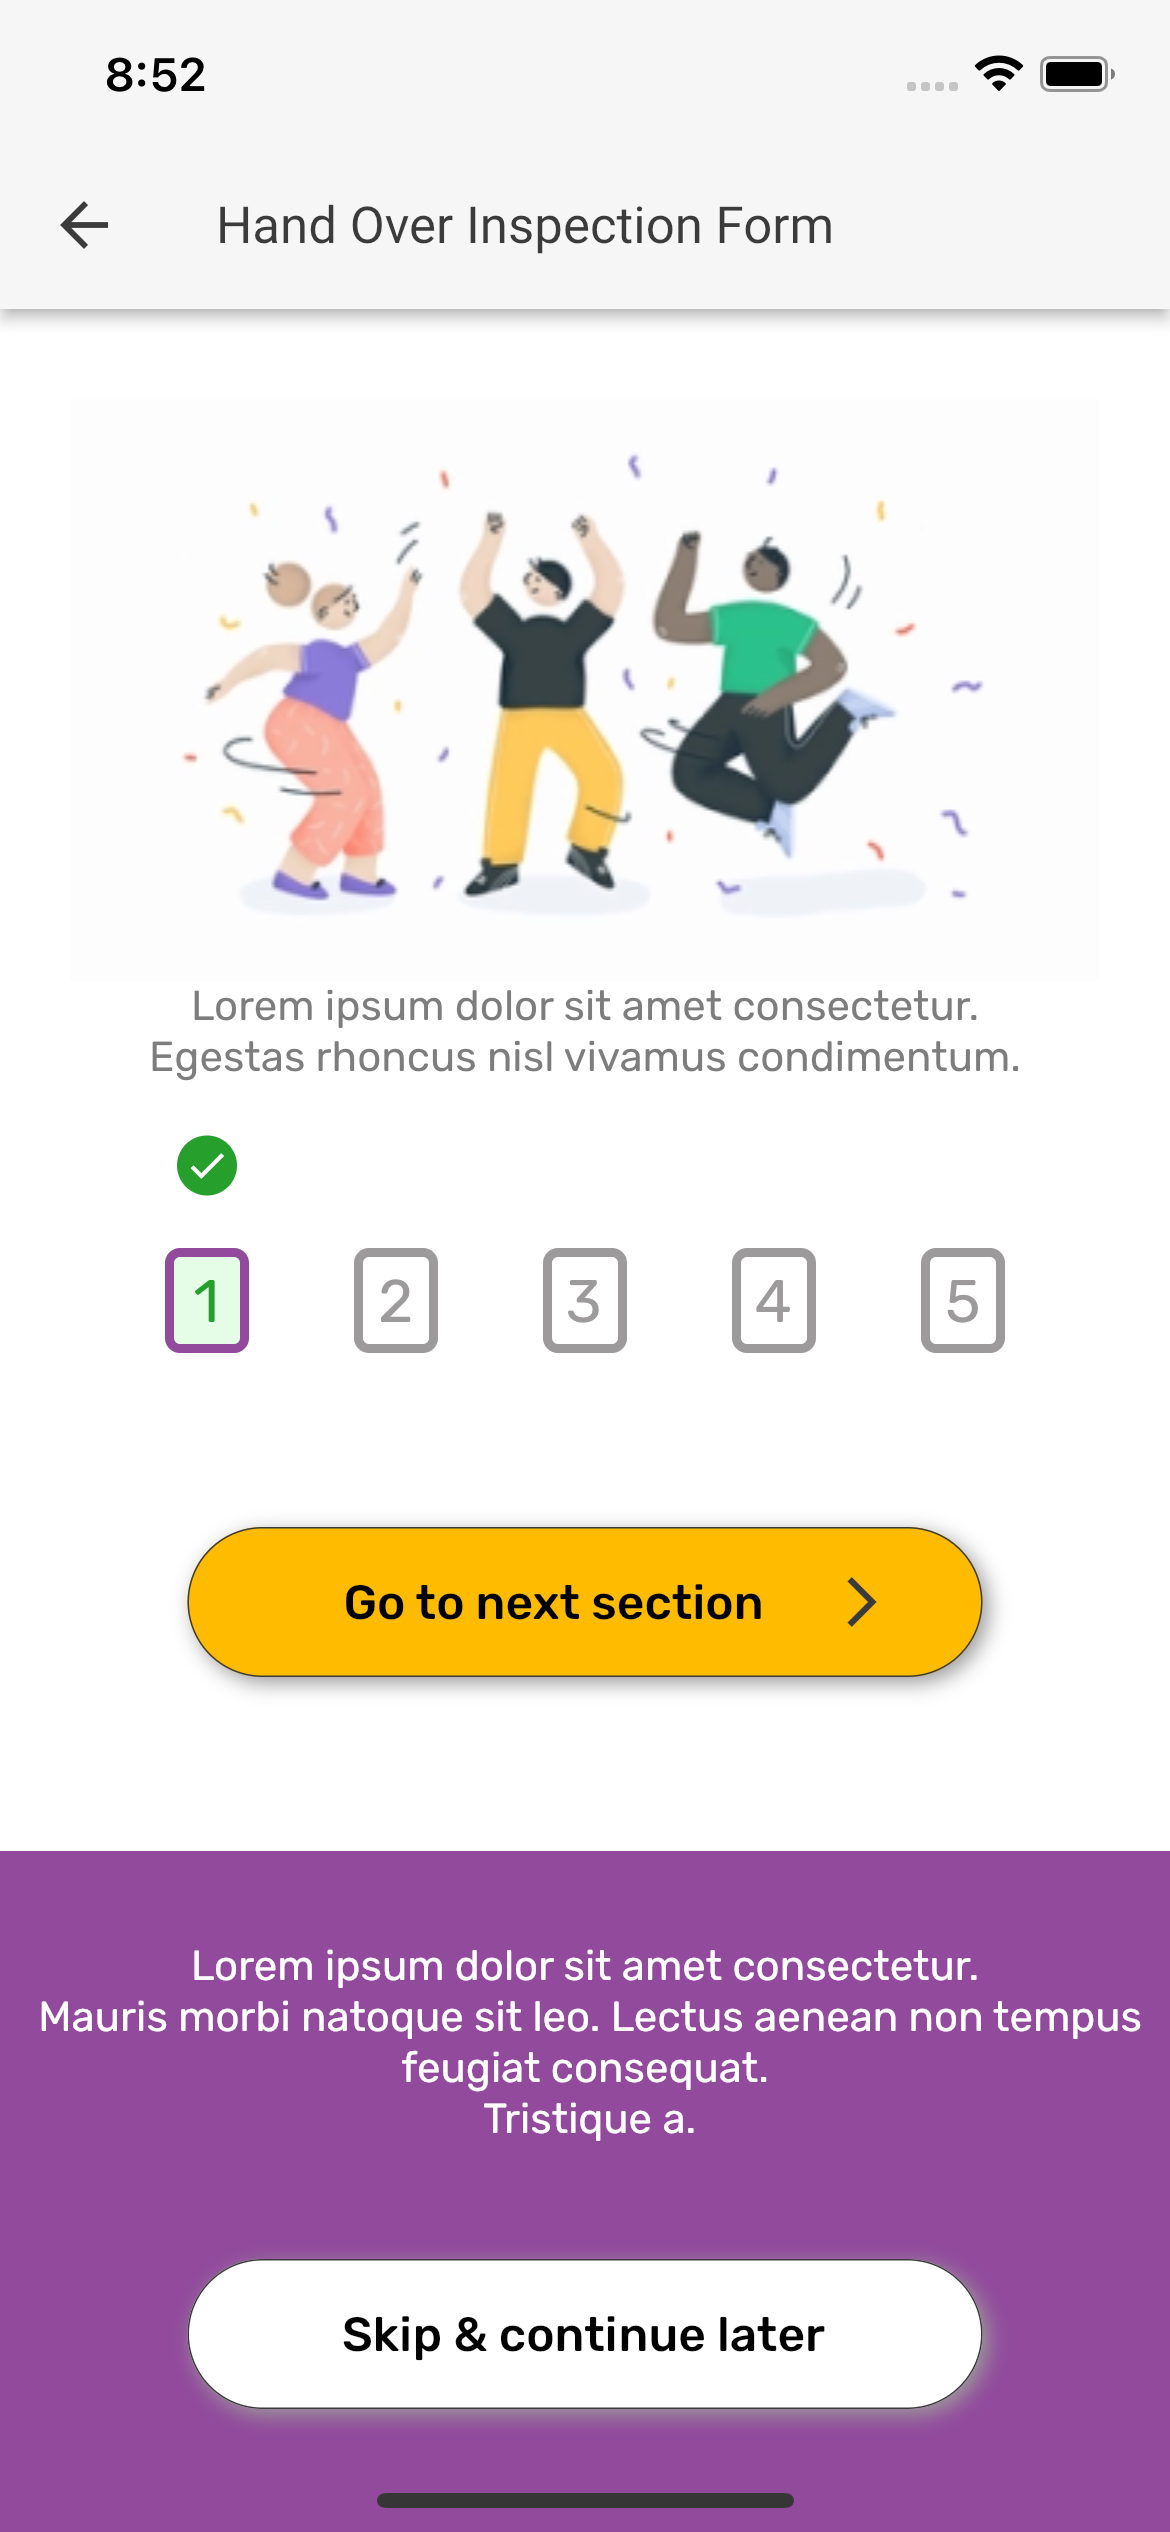 8:52
Hand Over Inspection Form
Lorem ipsum dolor sit amet consectetur.
Egestas rhoncus nisl vivamus condimentum.
1 2 3 4 5
Go to next section
Lorem ipsum dolor sit amet consectetur.
Mauris morbi natoque sit leo. Lectus aenean non tempus
feugiat consequat.
Tristique a.
Skip & continue later